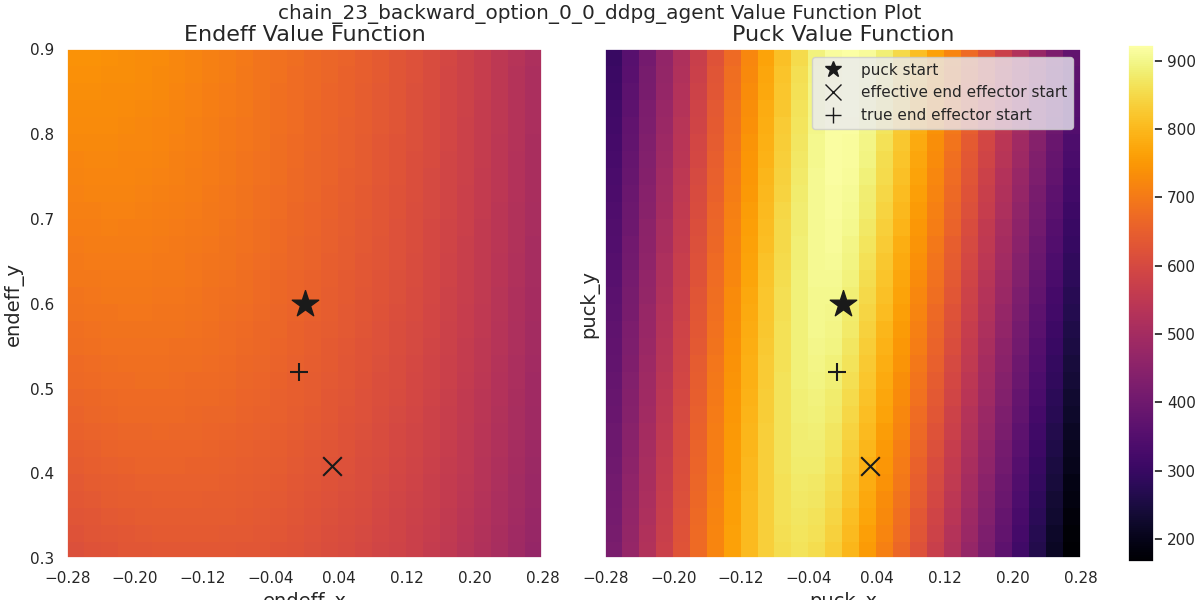 chain_23_backward_option_0_0_ddpg_agent Value Function Plot
Endeff Value Function
Puck Value Function
puck start
effective end effector start
true end effector start
0.9
0.8
0.7
0.6
0.5
0.4
0.3
endeff_y
−0.28 −0.20 −0.12 −0.04 0.04 0.12 0.20 0.28
endeff_x
puck_y
−0.28 −0.20 −0.12 −0.04 0.04 0.12 0.20 0.28
puck_x
900
800
700
600
500
400
300
200